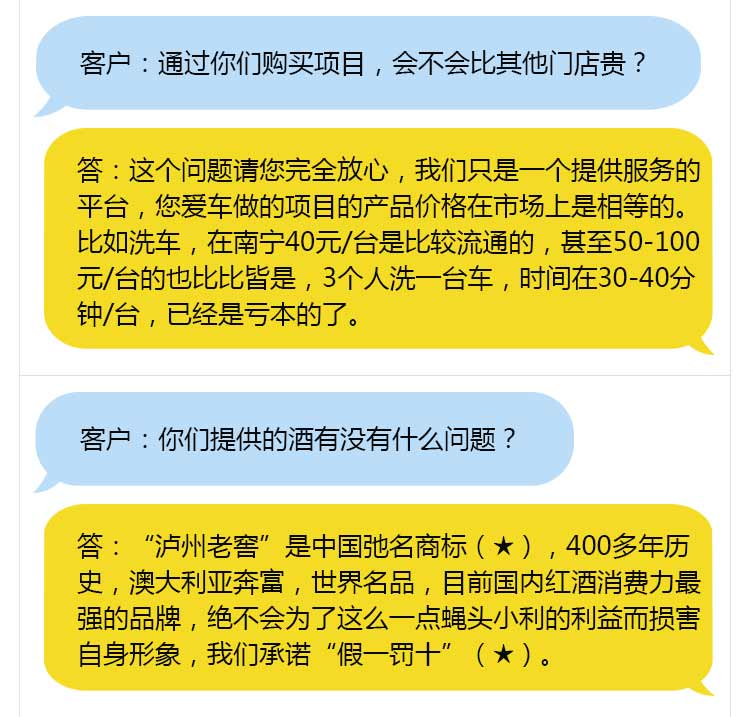 客户：通过你们购买项目，会不会比其他门店贵？
答：这个问题请您完全放心，我们只是一个提供服务的
平台，您爱车做的项目的产品价格在市场上是相等的。
比如洗车，在南宁40元/台是比较流通的，甚至50-100
元/台的也比比皆是，3个人洗一台车，时间在30-40分
钟/台，已经是亏本的了。
客户：你们提供的酒有没有什么问题？
答：“泸州老窖”是中国弛名商标（★），400多年历
史，澳大利亚奔富，世界名品，目前国内红酒消费力最
强的品牌，绝不会为了这么一点蝇头小利的利益而损害
自身形象，我们承诺“假一罚十”（★）。